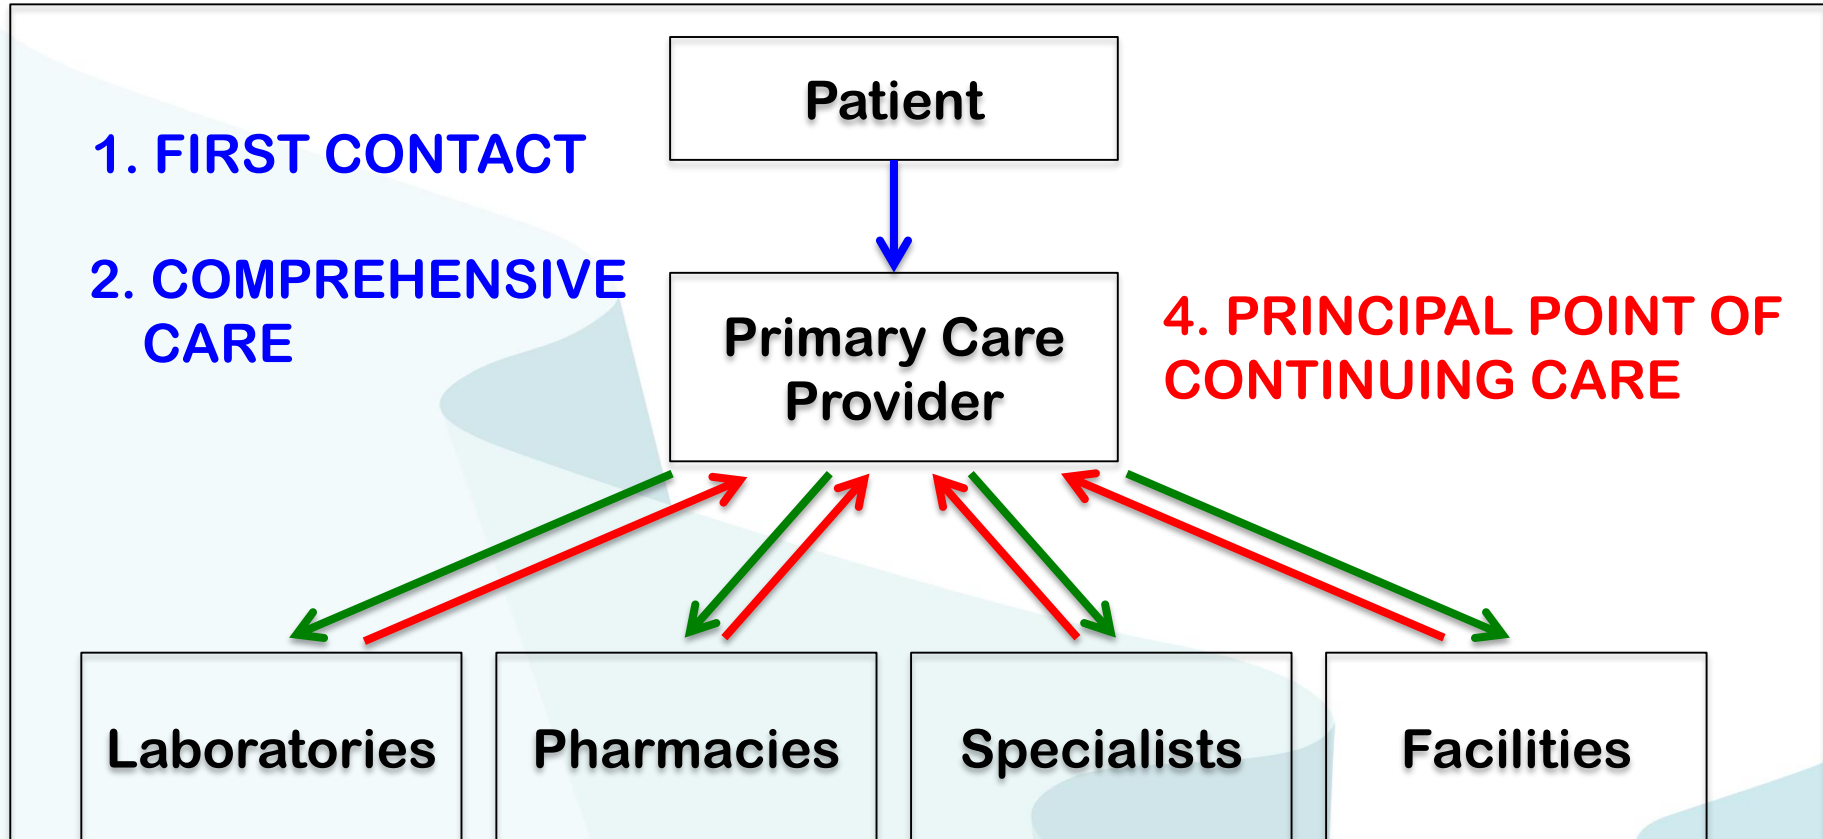 Patient
1. FIRST CONTACT
2. COMPREHENSIVE
CARE
Primary Care
Provider
4. PRINCIPAL POINT OF
CONTINUING CARE
Laboratories
Pharmacies
Specialists
Facilities